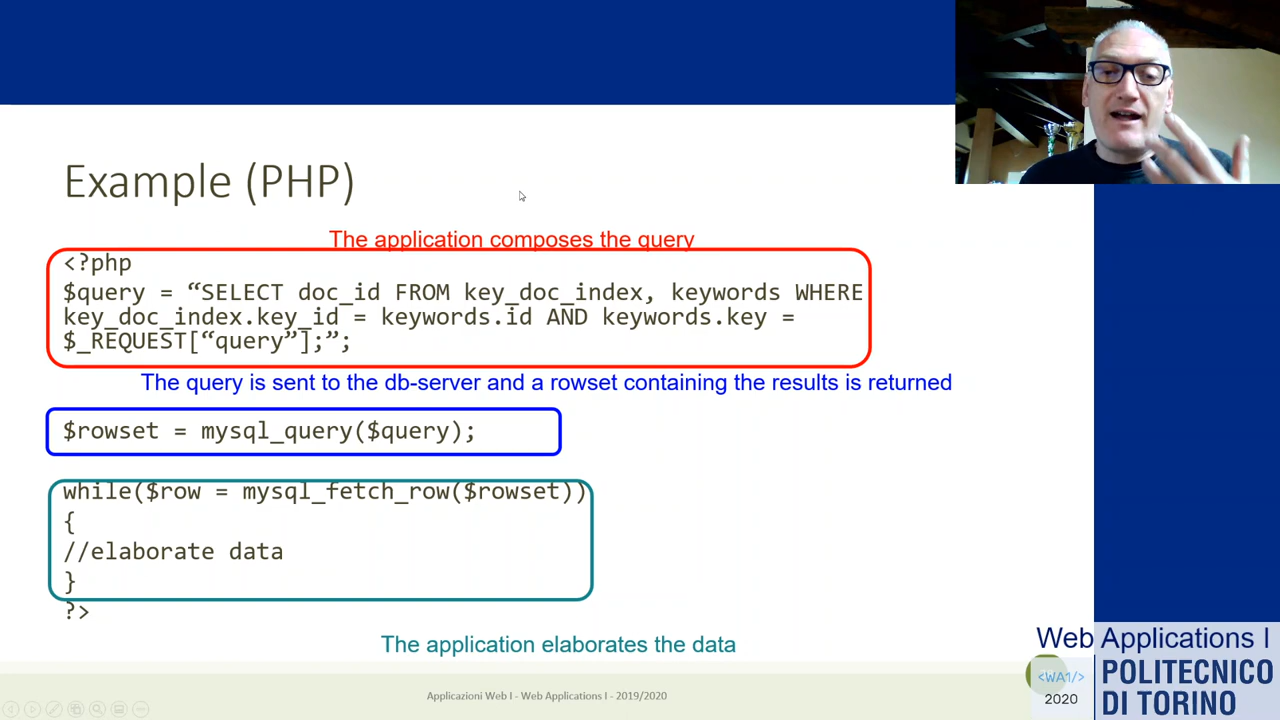 Example (PHP)
The application composes the query
<?php
$query = “SELECT doc_id FROM key_doc_index, keywords WHERE
key_doc_index.key_id = keywords.id AND keywords.key =
$_REQUEST[“query”];”;
The query is sent to the db-server and a rowset containing the results is returned
$rowset = mysql_query($query);
while($row = mysql_fetch_row($rowset))
{
//elaborate data
}
?>
The application elaborates the data
Applicazioni Web I - Web Applications I - 2019/2020
Web Applications I
<WA1/>
2020
POLITECNICO
DI TORINO